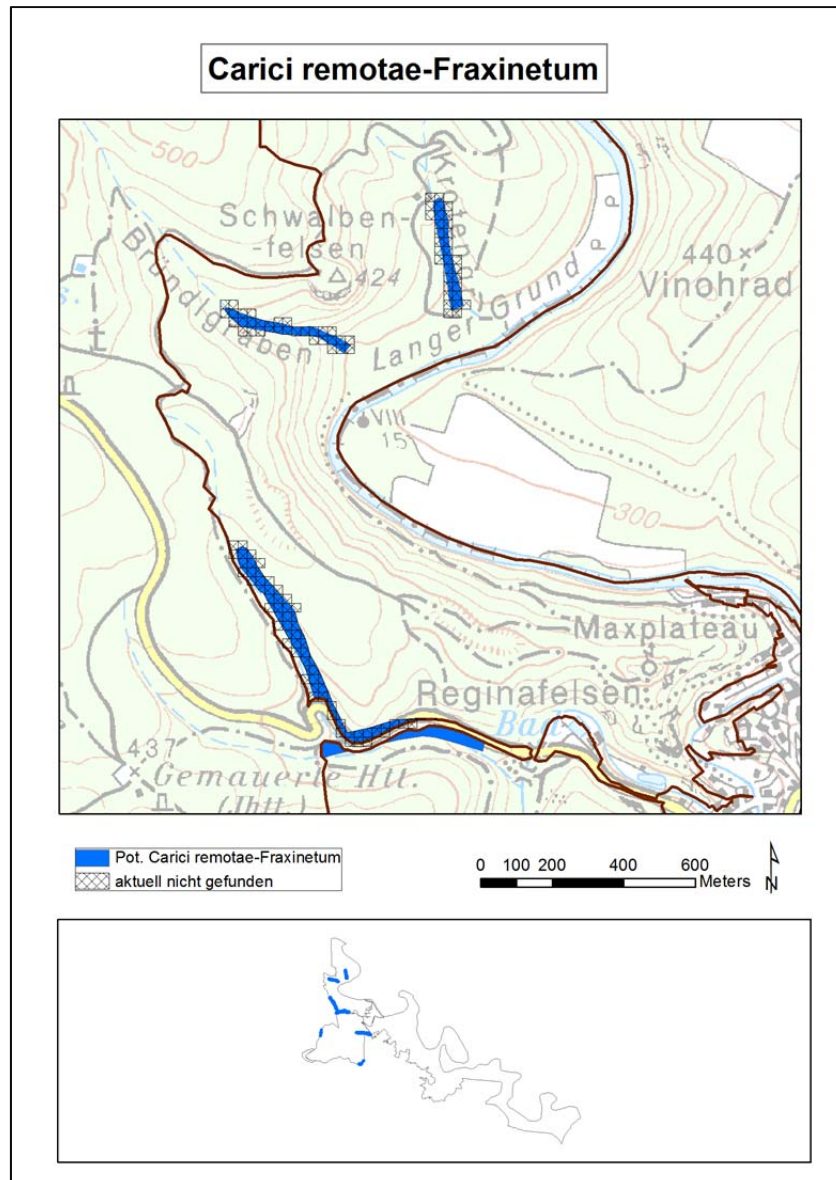 Carici remotae-Fraxinetum
500
Schwalben-
-felsen
424
Bründlgraben
Langer Grund
P P
440
Vinohrad
VIII
15
300
Maxplateau
Reginafelsen
Bad
437
Gemauerte Htt.
(Jhtt.)
Pot. Carici remotae-Fraxinetum
aktuell nicht gefunden
0 100 200 400 600
Meters
N